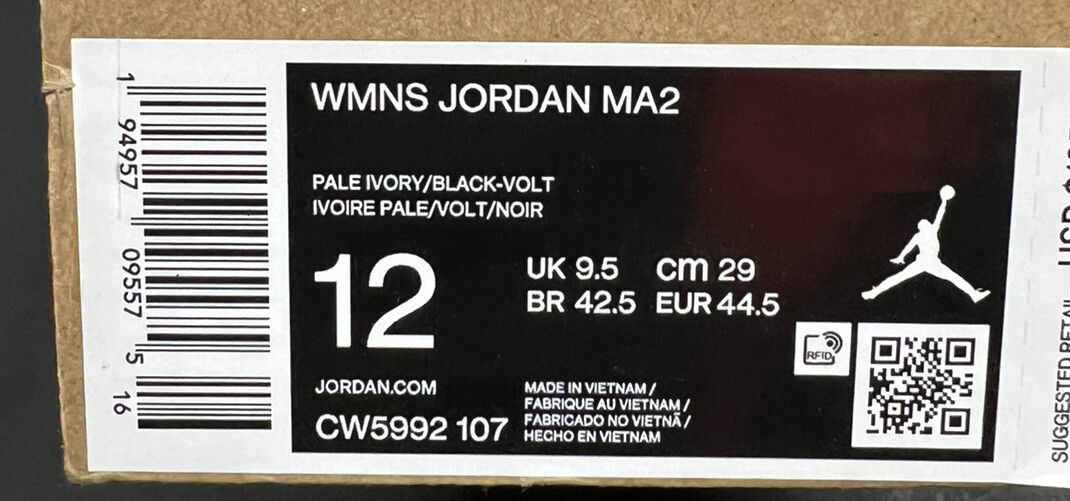 WMNS JORDAN MA2
PALE IVORY/BLACK-VOLT
IVOIRE PALE/VOLT/NOIR
12
UK 9.5 cm 29
BR 42.5 EUR 44.5
RFID
JORDAN.COM
CW5992 107
MADE IN VIETNAM /
FABRIQUE AU VIETNAM /
FABRICADO NO VIETNÃ /
HECHO EN VIETNAM
1 94957 09557 5 16
SUGGESTED RETAIL
USD